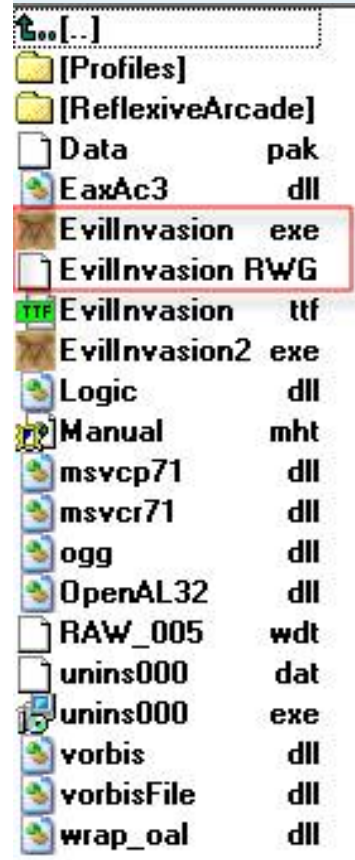 [..]
[Profiles]
[ReflexiveArcade]
Data pak
EaxAc3 dll
EvilInvasion exe
EvilInvasion RWG
TTF EvilInvasion ttf
EvilInvasion2 exe
Logic dll
Manual mht
msvcp71 dll
msvcr71 dll
ogg dll
OpenAL32 dll
RAW_005 wdt
unins000 dat
unins000 exe
vorbis dll
vorbisFile dll
wrap_oal dll